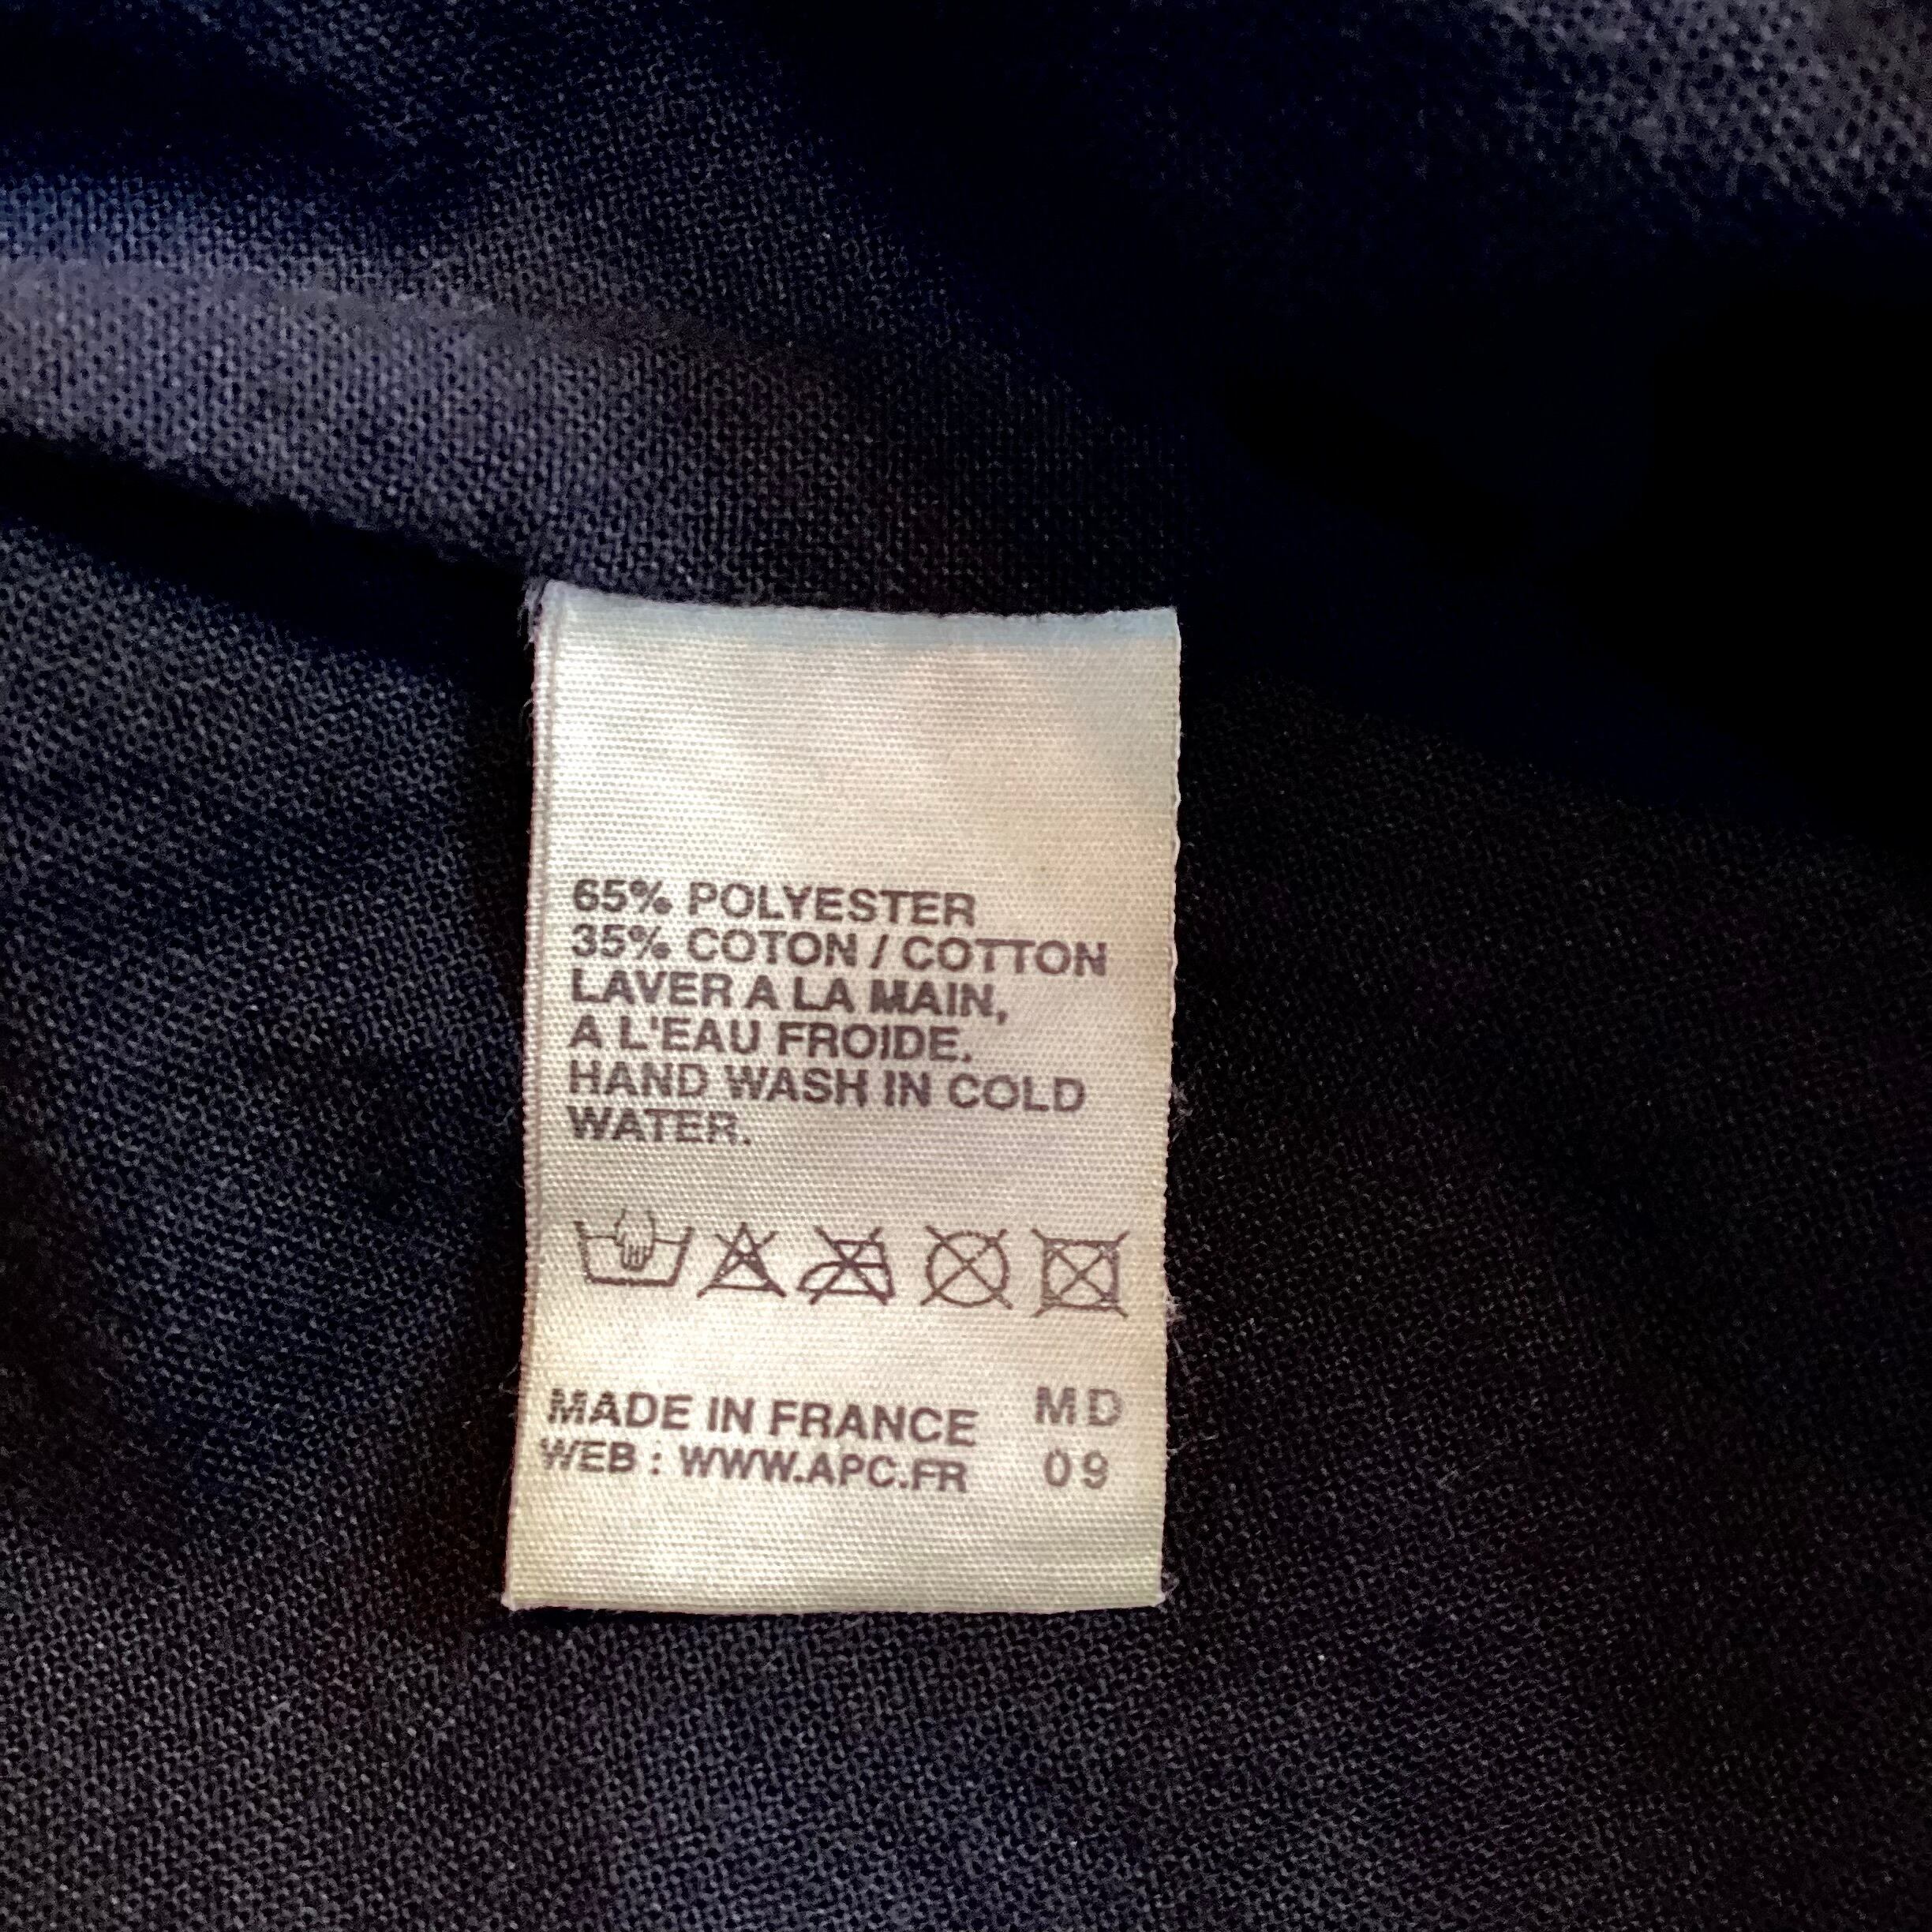 65% POLYESTER
35% COTON / COTTON
LAVER A LA MAIN,
A L'EAU FROIDE.
HAND WASH IN COLD
WATER.
MADE IN FRANCE MD
WEB : WWW.APC.FR 09